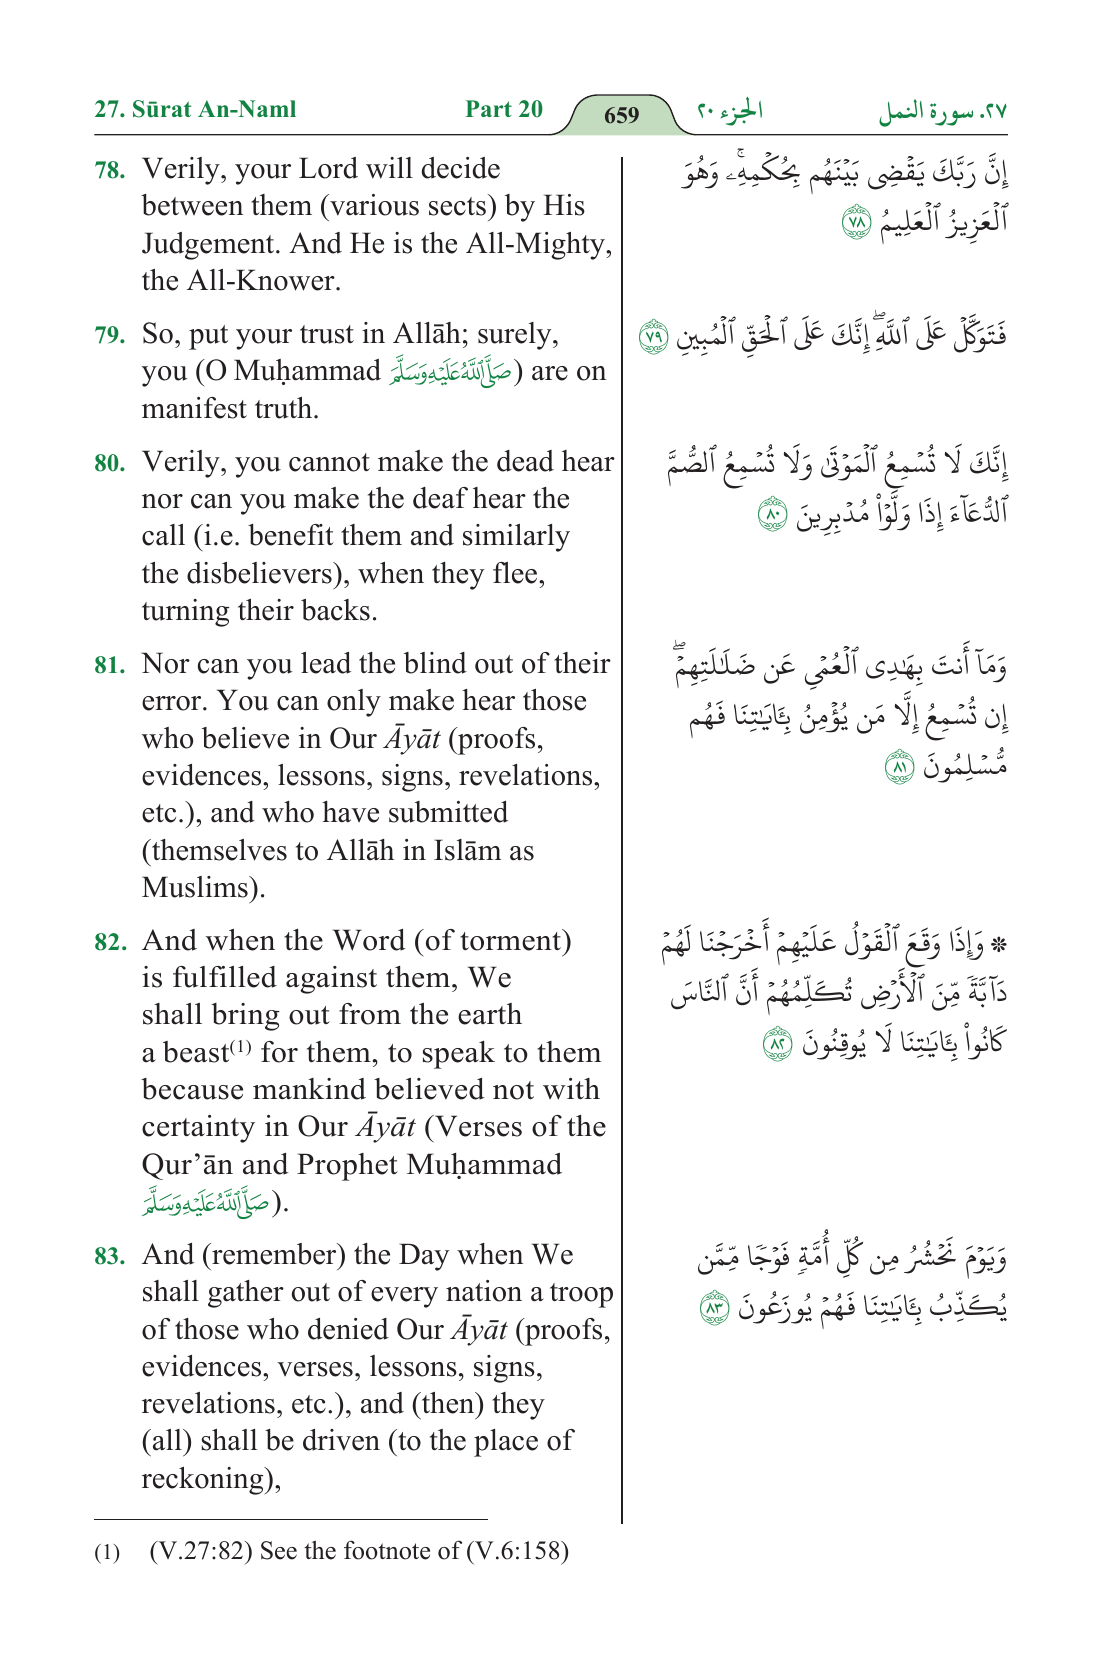 27. Sūrat An-Naml
Part 20
659
الجزء ٢٠
٢٧. سورة النمل
78. Verily, your Lord will decide
between them (various sects) by His
Judgement. And He is the All-Mighty,
the All-Knower.
79. So, put your trust in Allāh; surely,
you (O Muḥammad صَلَّى اللَّهُ عَلَيْهِ وَسَلَّمَ) are on
manifest truth.
80. Verily, you cannot make the dead hear
nor can you make the deaf hear the
call (i.e. benefit them and similarly
the disbelievers), when they flee,
turning their backs.
81. Nor can you lead the blind out of their
error. You can only make hear those
who believe in Our Āyāt (proofs,
evidences, lessons, signs, revelations,
etc.), and who have submitted
(themselves to Allāh in Islām as
Muslims).
82. And when the Word (of torment)
is fulfilled against them, We
shall bring out from the earth
a beast(1) for them, to speak to them
because mankind believed not with
certainty in Our Āyāt (Verses of the
Qur’ān and Prophet Muḥammad
صَلَّى اللَّهُ عَلَيْهِ وَسَلَّمَ).
83. And (remember) the Day when We
shall gather out of every nation a troop
of those who denied Our Āyāt (proofs,
evidences, verses, lessons, signs,
revelations, etc.), and (then) they
(all) shall be driven (to the place of
reckoning),
إِنَّ رَبَّكَ يَقۡضِي بَيۡنَهُم بِحُكۡمِهِۦۚ وَهُوَ
ٱلۡعَزِيزُ ٱلۡعَلِيمُ ٧٨
فَتَوَكَّلۡ عَلَى ٱللَّهِۖ إِنَّكَ عَلَى ٱلۡحَقِّ ٱلۡمُبِينِ ٧٩
إِنَّكَ لَا تُسۡمِعُ ٱلۡمَوۡتَىٰ وَلَا تُسۡمِعُ ٱلصُّمَّ
ٱلدُّعَآءَ إِذَا وَلَّوۡاْ مُدۡبِرِينَ ٨٠
وَمَآ أَنتَ بِهَٰدِي ٱلۡعُمۡيِ عَن ضَلَٰلَتِهِمۡۖ
إِن تُسۡمِعُ إِلَّا مَن يُؤۡمِنُ بِـَٔايَٰتِنَا فَهُم
مُّسۡلِمُونَ ٨١
۞ وَإِذَا وَقَعَ ٱلۡقَوۡلُ عَلَيۡهِمۡ أَخۡرَجۡنَا لَهُمۡ
دَآبَّةٗ مِّنَ ٱلۡأَرۡضِ تُكَلِّمُهُمۡ أَنَّ ٱلنَّاسَ
كَانُواْ بِـَٔايَٰتِنَا لَا يُوقِنُونَ ٨٢
وَيَوۡمَ نَحۡشُرُ مِن كُلِّ أُمَّةٖ فَوۡجٗا مِّمَّن
يُكَذِّبُ بِـَٔايَٰتِنَا فَهُمۡ يُوزَعُونَ ٨٣
(1) (V.27:82) See the footnote of (V.6:158)